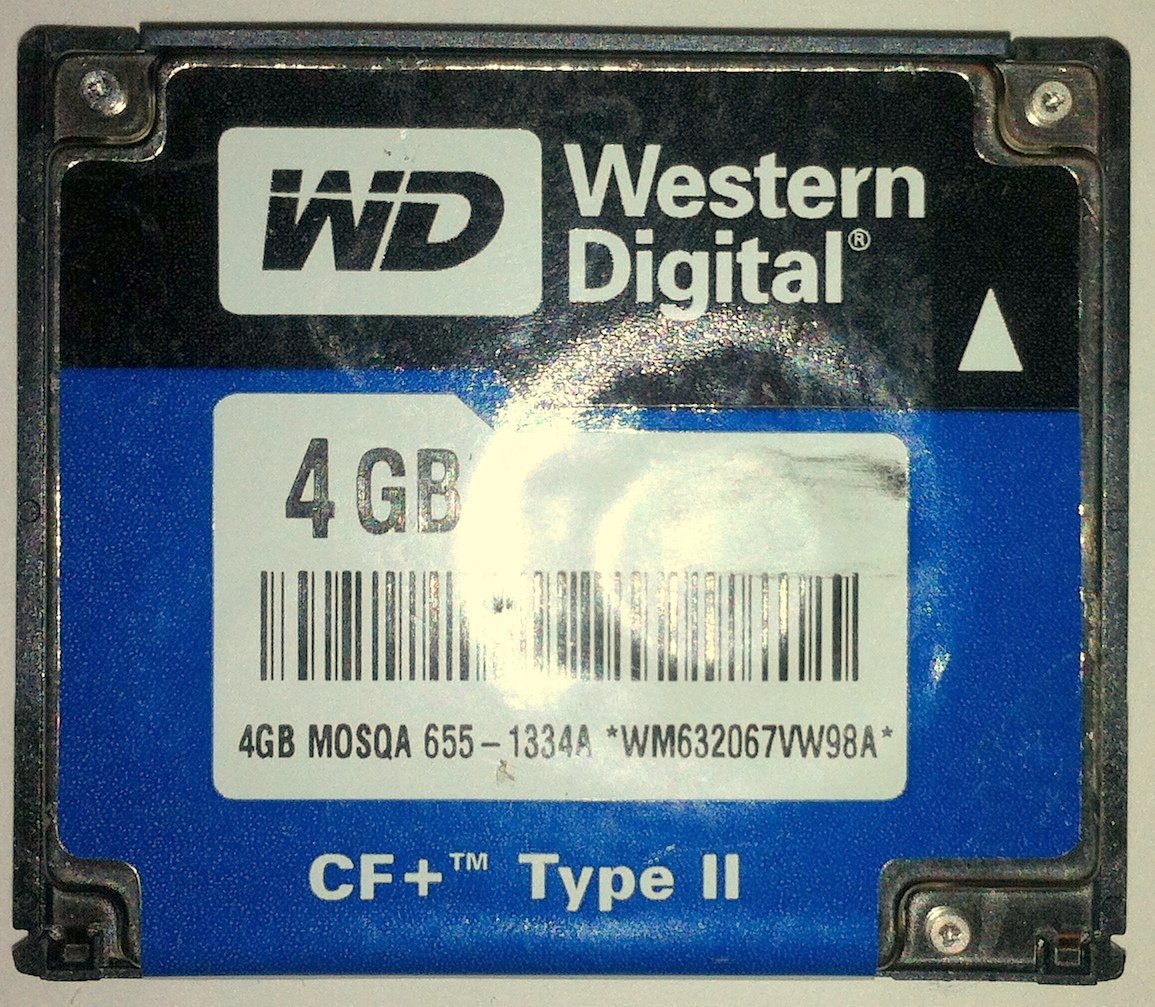 WD
Western
Digital®
4 GB
4GB MOSQA 655-1334A *WM632067VW98A*
CF+™ Type II